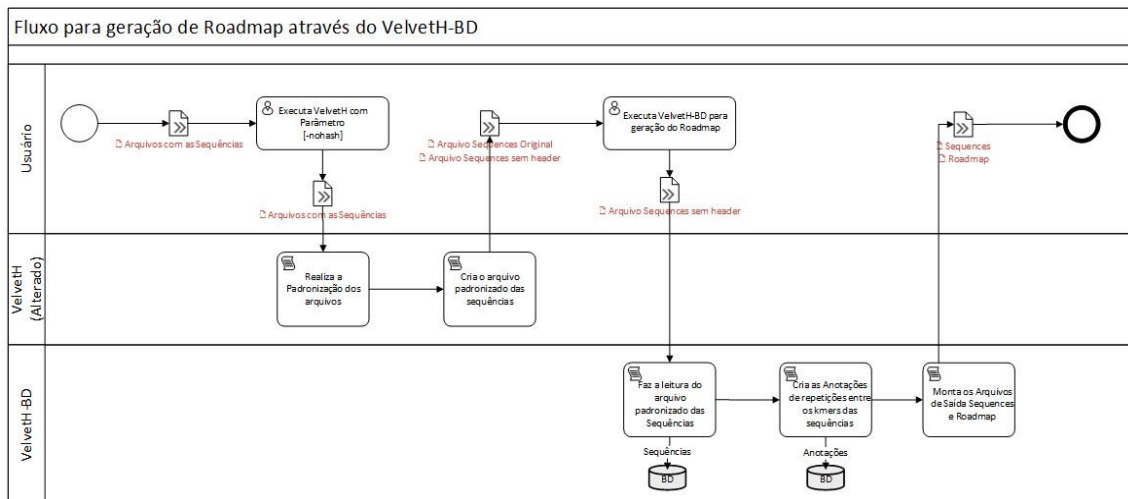 Fluxo para geração de Roadmap através do VelvetH-BD
Usuário
Arquivos com as Sequências
Executa VelvetH com
Parâmetro
[-nohash]
Arquivos com as Sequências
Arquivo Sequences Original
Arquivo Sequences sem header
Executa VelvetH-BD para
geração do Roadmap
Arquivo Sequences sem header
Sequences
Roadmap
VelvetH
(Alterado)
Realiza a
Padronização dos
arquivos
Cria o arquivo
padronizado das
sequências
VelvetH-BD
Faz a leitura do
arquivo
padronizado das
Sequências
Cria as Anotações
de repetições entre
os kmers das
sequências
Monta os Arquivos
de Saída Sequences
e Roadmap
Sequências
BD
Anotações
BD